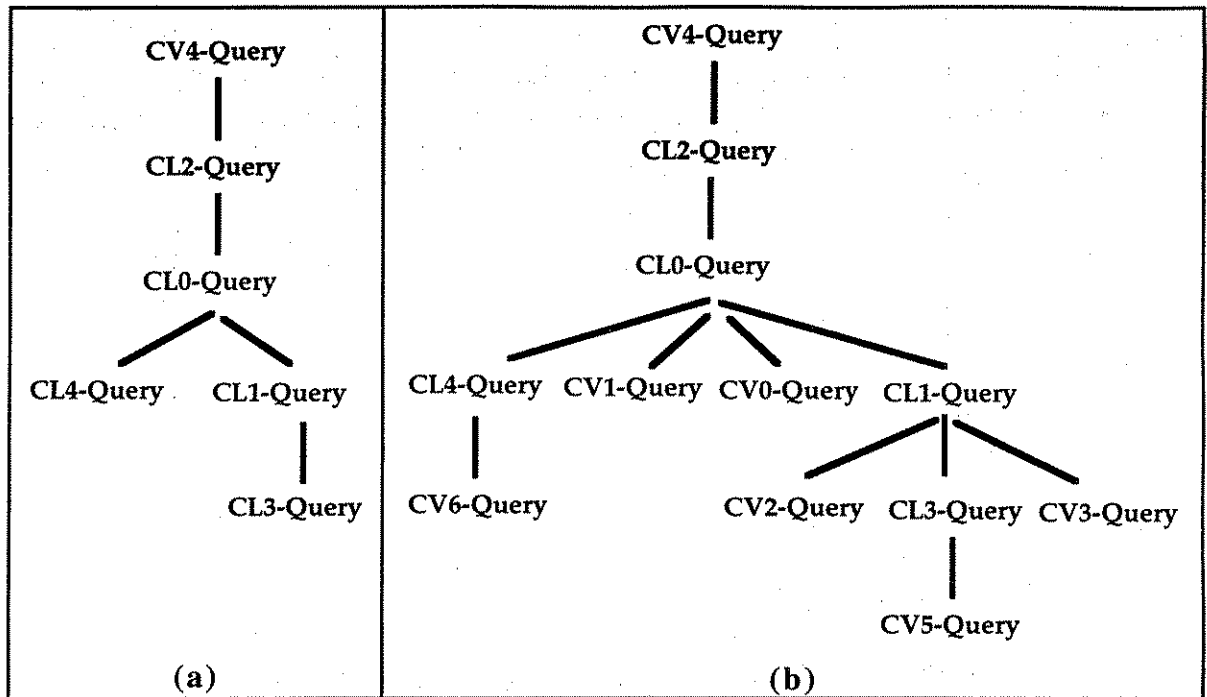 CV4-Query
CL2-Query
CL0-Query
CL4-Query CL1-Query
CL3-Query
(a)
CV4-Query
CL2-Query
CL0-Query
CL4-Query CV1-Query CV0-Query CL1-Query
CV6-Query CV2-Query CL3-Query CV3-Query
CV5-Query
(b)